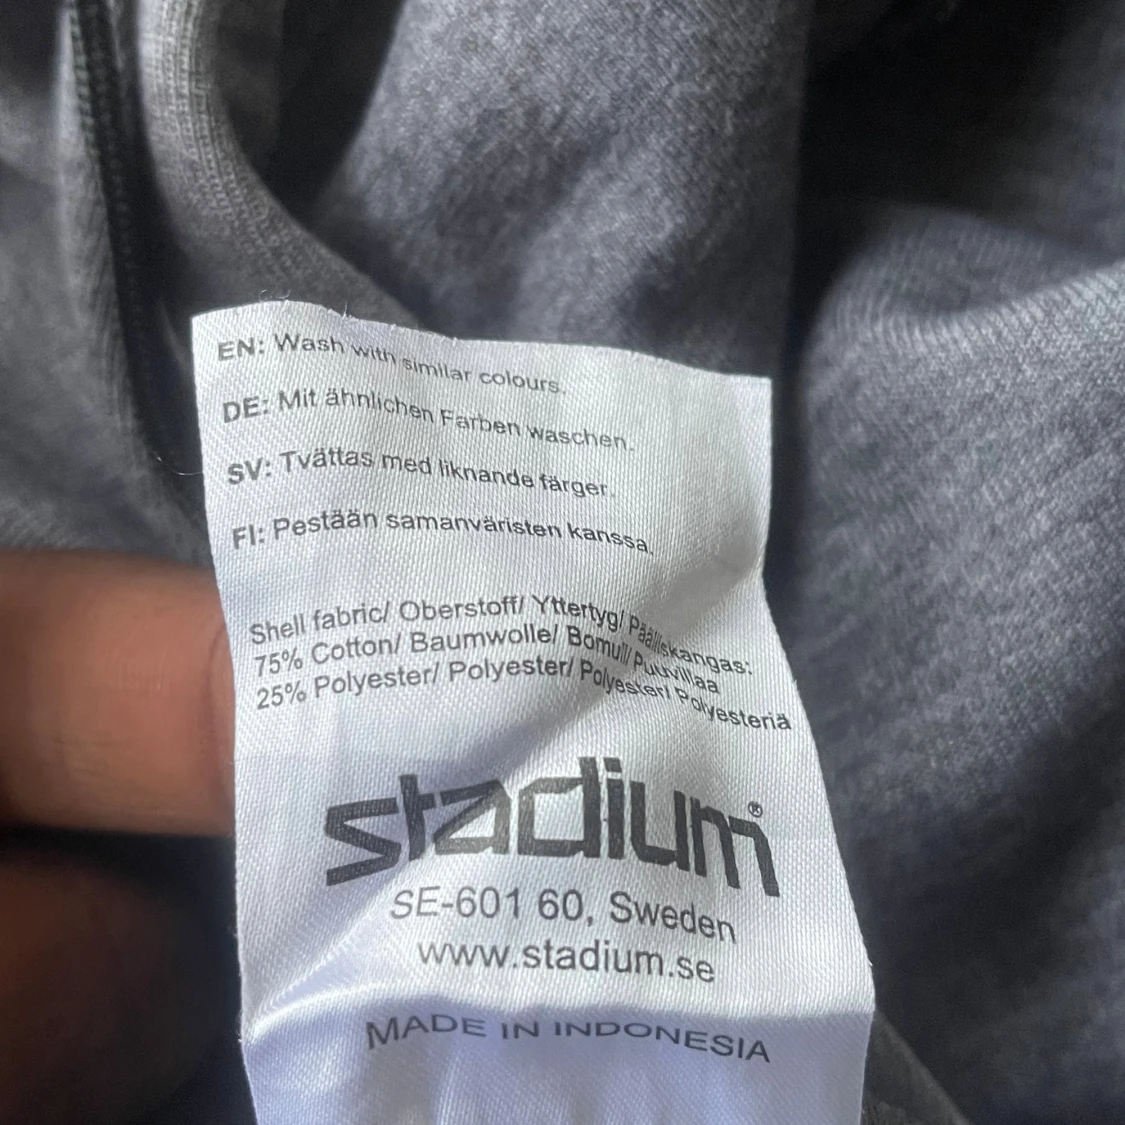 EN: Wash with similar colours.
DE: Mit ähnlichen Farben waschen.
SV: Tvättas med liknande färger.
FI: Pestään samanväristen kanssa.
Shell fabric/ Oberstoff/ Yttertyg/ Päälliskangas:
75% Cotton/ Baumwolle/ Bomull/ Puuvillaa
25% Polyester/ Polyester/ Polyester/ Polyesteriä
stadium®
SE-601 60, Sweden
www.stadium.se
MADE IN INDONESIA